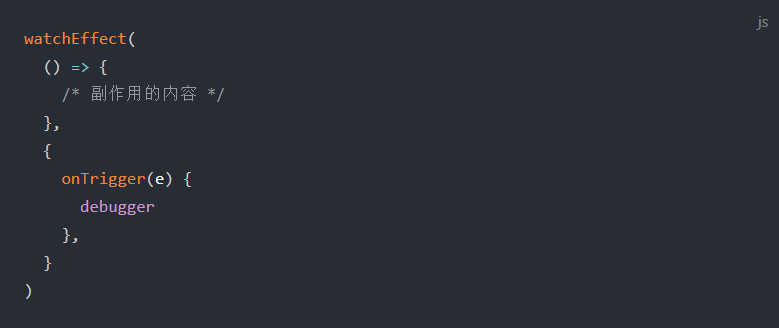 js
watchEffect(
  () => {
    /* 副作用的内容 */
  },
  {
    onTrigger(e) {
      debugger
    },
  }
)